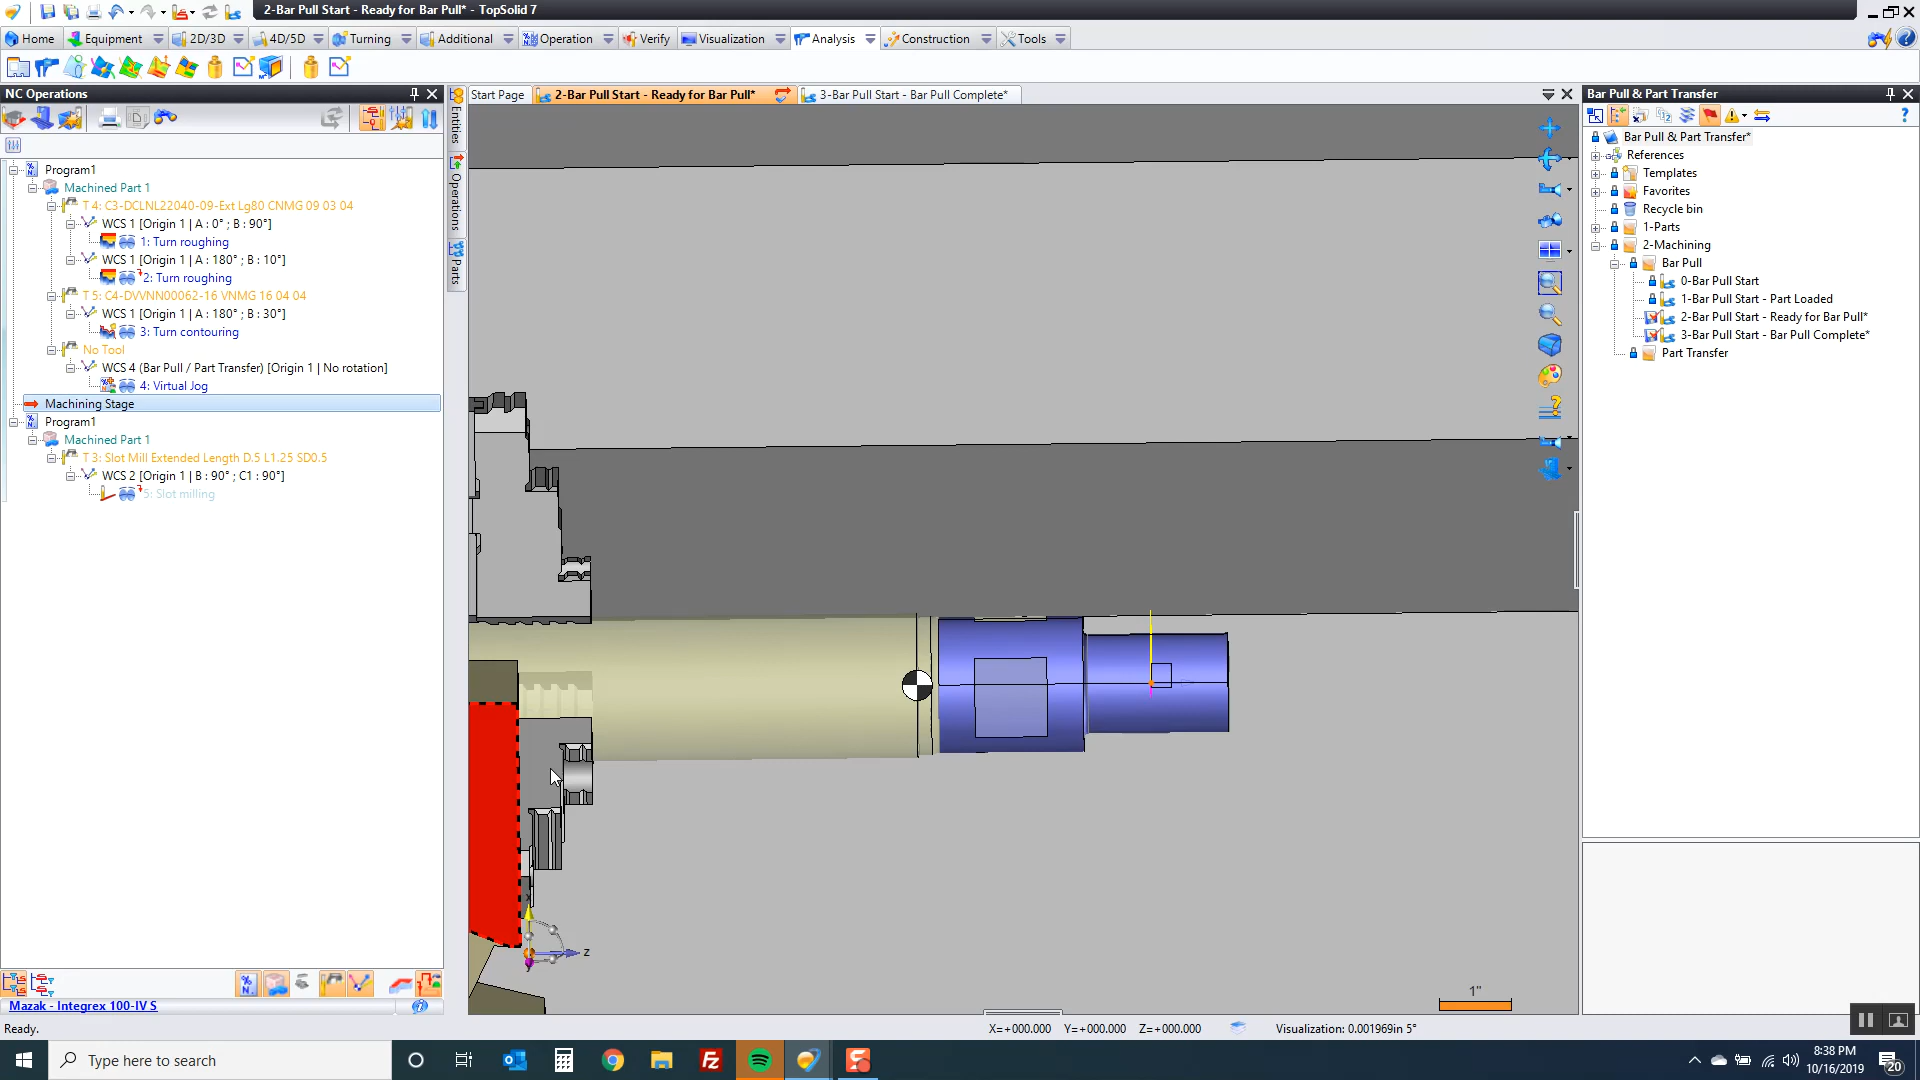 2-Bar Pull Start - Ready for Bar Pull* - TopSolid 7
Home Equipment 2D/3D 4D/5D Turning Additional Operation Verify Visualization Analysis Construction Tools
NC Operations
Start Page 2-Bar Pull Start - Ready for Bar Pull* 3-Bar Pull Start - Bar Pull Complete*
Bar Pull & Part Transfer
Entities
Operations
Parts
Program1
Machined Part 1
T 4: C3-DCLNL22040-09-Ext Lg80 CNMG 09 03 04
WCS 1 [Origin 1 | A : 0° ; B : 90°]
1: Turn roughing
WCS 1 [Origin 1 | A : 180° ; B : 10°]
2: Turn roughing
T 5: C4-DVVNN00062-16 VNMG 16 04 04
WCS 1 [Origin 1 | A : 180° ; B : 30°]
3: Turn contouring
No Tool
WCS 4 (Bar Pull / Part Transfer) [Origin 1 | No rotation]
4: Virtual Jog
Machining Stage
Program1
Machined Part 1
T 3: Slot Mill Extended Length D.5 L1.25 SD0.5
WCS 2 [Origin 1 | B : 90° ; C1 : 90°]
5: Slot milling
Bar Pull & Part Transfer*
References
Templates
Favorites
Recycle bin
1-Parts
2-Machining
Bar Pull
0-Bar Pull Start
1-Bar Pull Start - Part Loaded
2-Bar Pull Start - Ready for Bar Pull*
3-Bar Pull Start - Bar Pull Complete*
Part Transfer
x
z
y
1"
Mazak - Integrex 100-IV S
Ready.
X=+000.000 Y=+000.000 Z=+000.000 Visualization: 0.001969in 5°
Type here to search
8:38 PM
10/16/2019
20